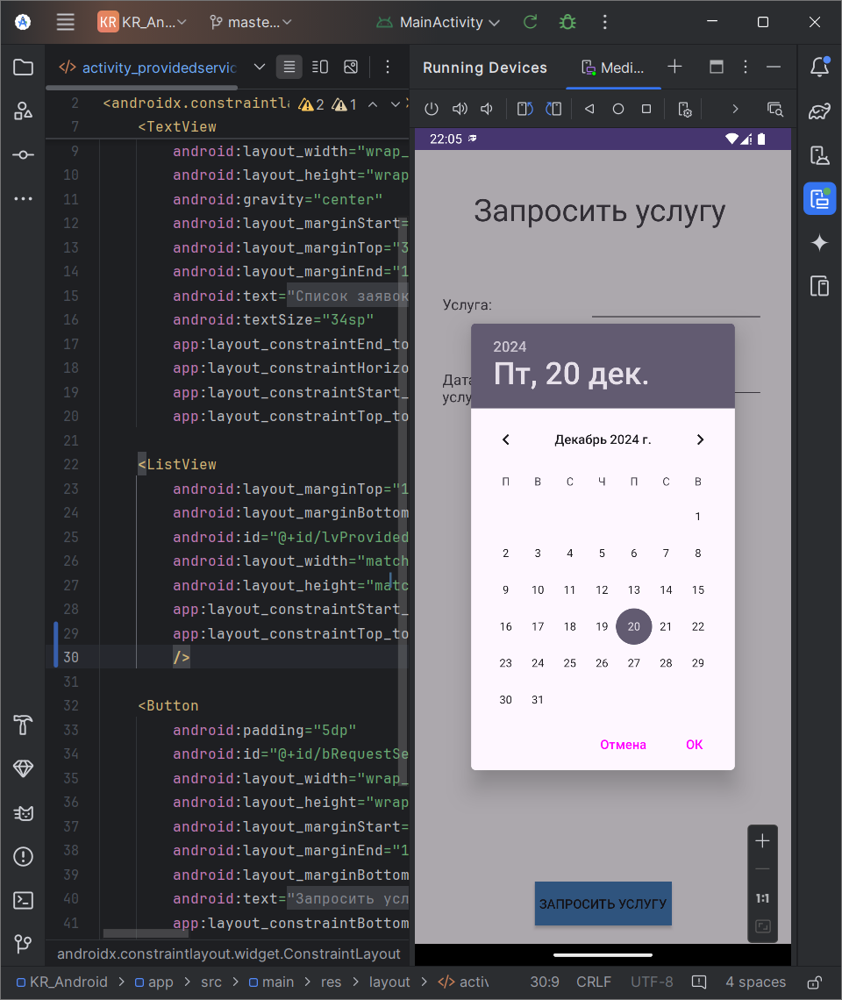 KR KR_An... maste... MainActivity
activity_providedservic
Running Devices Medi...
2 <androidx.constraintla 2 1
7 <TextView
9 android:layout_width="wrap_
10 android:layout_height="wrap
11 android:gravity="center"
12 android:layout_marginStart=
13 android:layout_marginTop="3
14 android:layout_marginEnd="1
15 android:text="Список заявок
16 android:textSize="34sp"
17 app:layout_constraintEnd_to
18 app:layout_constraintHorizo
19 app:layout_constraintStart_
20 app:layout_constraintTop_to
21
22 <ListView
23 android:layout_marginTop="1
24 android:layout_marginBottom
25 android:id="@+id/lvProvided
26 android:layout_width="match
27 android:layout_height="matc
28 app:layout_constraintStart_
29 app:layout_constraintTop_to
30 />
31
32 <Button
33 android:padding="5dp"
34 android:id="@+id/bRequestSe
35 android:layout_width="wrap_
36 android:layout_height="wrap
37 android:layout_marginStart=
38 android:layout_marginEnd="1
39 android:layout_marginBottom
40 android:text="Запросить усл
41 app:layout_constraintBottom
androidx.constraintlayout.widget.ConstraintLayout
22:05
Запросить услугу
Услуга:
Дата
услу
2024
Пт, 20 дек.
Декабрь 2024 г.
П В С Ч П С В
1
2 3 4 5 6 7 8
9 10 11 12 13 14 15
16 17 18 19 20 21 22
23 24 25 26 27 28 29
30 31
Отмена ОК
ЗАПРОСИТЬ УСЛУГУ
1:1
KR_Android > app > src > main > res > layout > activ 30:9 CRLF UTF-8 4 spaces